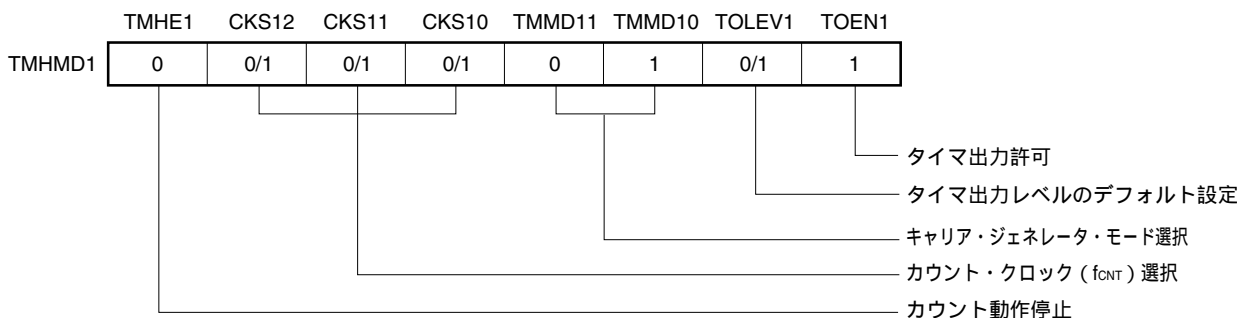 TMHE1 CKS12 CKS11 CKS10 TMMD11 TMMD10 TOLEV1 TOEN1
TMHMD1 0 0/1 0/1 0/1 0 1 0/1 1
タイマ出力許可
タイマ出力レベルのデフォルト設定
キャリア・ジェネレータ・モード選択
カウント・クロック（fCNT）選択
カウント動作停止